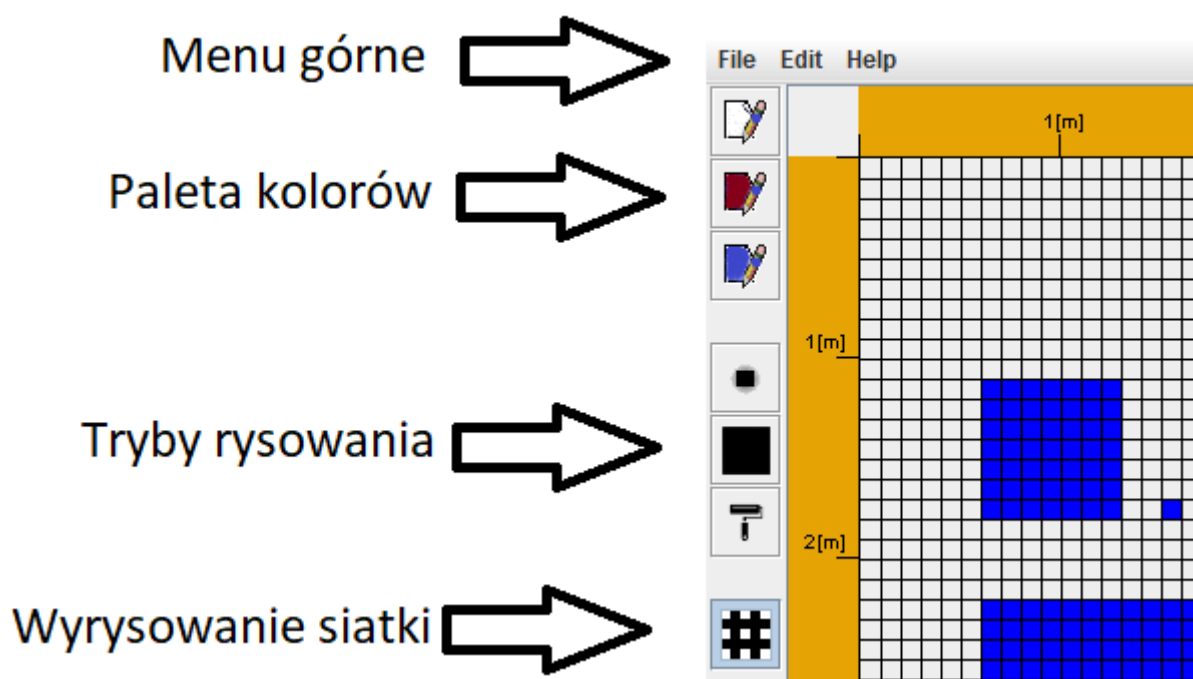 Menu górne
File Edit Help
1[m]
Paleta kolorów
1[m]
Tryby rysowania
2[m]
Wyrysowanie siatki